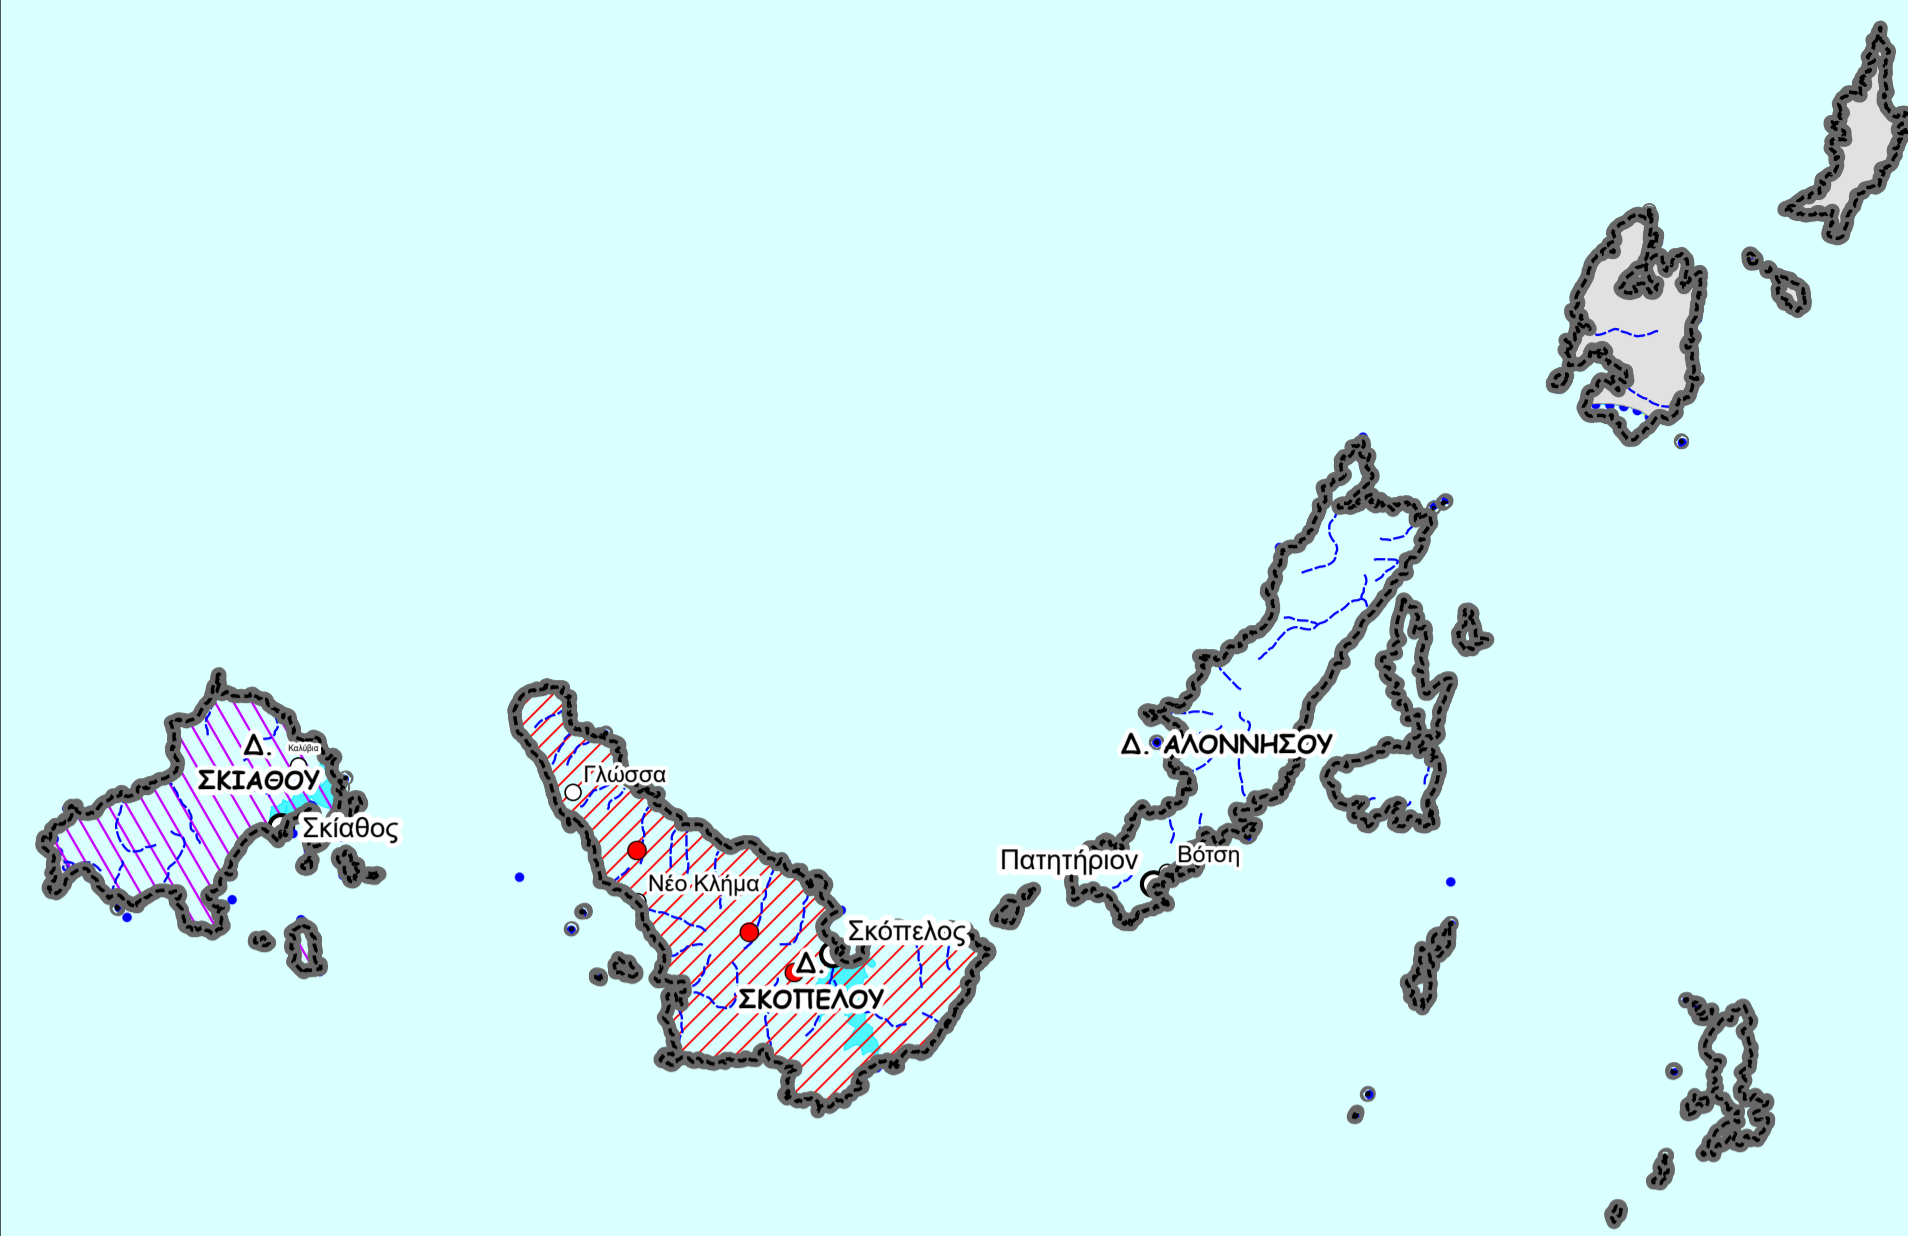 Δ.
Καλύβια
ΣΚΙΑΘΟΥ
Σκίαθος
Γλώσσα
Νέο Κλήμα
Σκόπελος
Δ.
ΣΚΟΠΕΛΟΥ
Δ. ΑΛΟΝΝΗΣΟΥ
Πατητήριον
Βότση